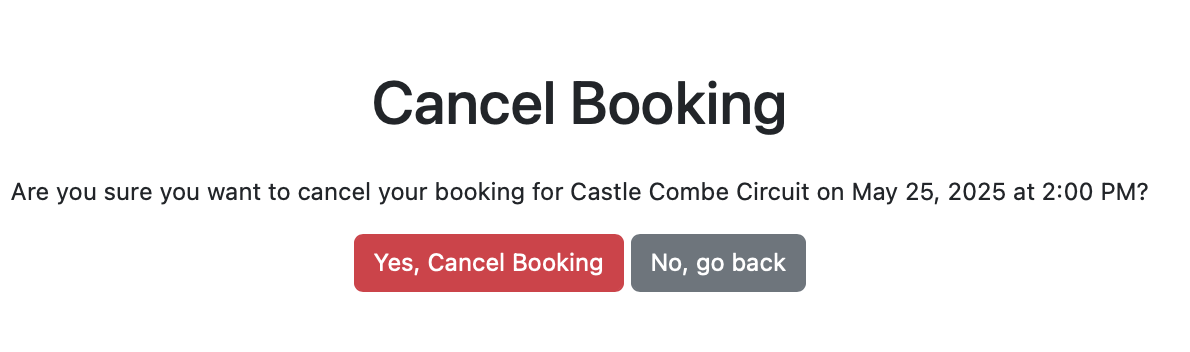 Cancel Booking
Are you sure you want to cancel your booking for Castle Combe Circuit on May 25, 2025 at 2:00 PM?
Yes, Cancel Booking
No, go back